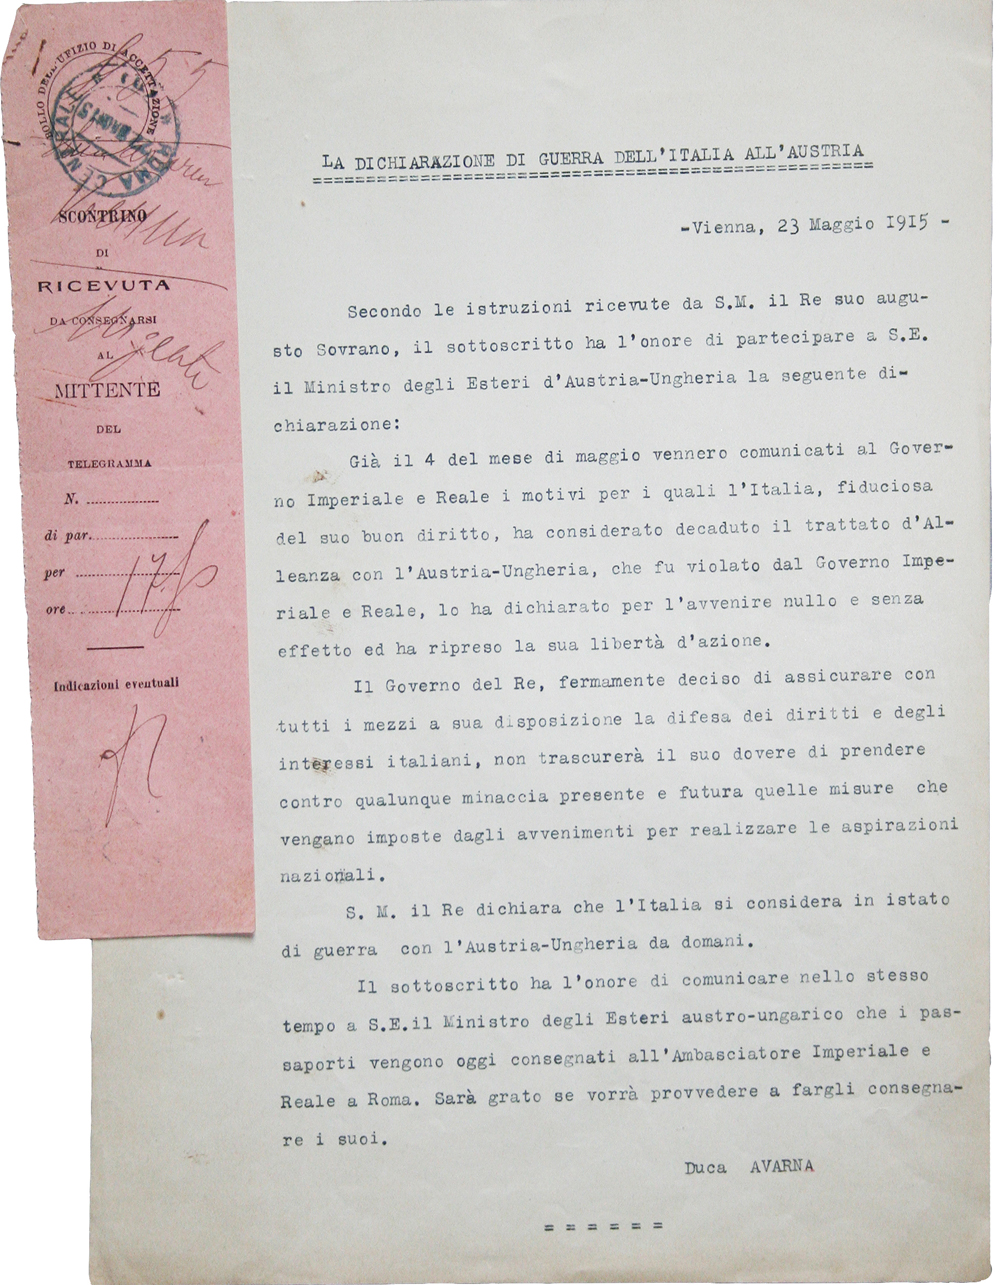 BOLLO DELL'UFIZIO DI ACCETTAZIONE
ROMA CENTRALE
SCONTRINO
DI
RICEVUTA
DA CONSEGNARSI
AL
MITTENTE
DEL
TELEGRAMMA
N. ..................
di par. ..................
per ..................
ore ..................
Indicazioni eventuali
LA DICHIARAZIONE DI GUERRA DELL'ITALIA ALL'AUSTRIA
-Vienna, 23 Maggio 1915 -
Secondo le istruzioni ricevute da S.M. il Re suo augu-
sto Sovrano, il sottoscritto ha l'onore di partecipare a S.E.
il Ministro degli Esteri d'Austria-Ungheria la seguente di-
chiarazione:
Già il 4 del mese di maggio vennero comunicati al Gover-
no Imperiale e Reale i motivi per i quali l'Italia, fiduciosa
del suo buon diritto, ha considerato decaduto il trattato d'Al-
leanza con l'Austria-Ungheria, che fu violato dal Governo Impe-
riale e Reale, lo ha dichiarato per l'avvenire nullo e senza
effetto ed ha ripreso la sua libertà d'azione.
Il Governo del Re, fermamente deciso di assicurare con
tutti i mezzi a sua disposizione la difesa dei diritti e degli
interessi italiani, non trascurerà il suo dovere di prendere
contro qualunque minaccia presente e futura quelle misure che
vengano imposte dagli avvenimenti per realizzare le aspirazioni
nazionali.
S. M. il Re dichiara che l'Italia si considera in istato
di guerra con l'Austria-Ungheria da domani.
Il sottoscritto ha l'onore di comunicare nello stesso
tempo a S.E.il Ministro degli Esteri austro-ungarico che i pas-
saporti vengono oggi consegnati all'Ambasciatore Imperiale e
Reale a Roma. Sarà grato se vorrà provvedere a fargli consegna-
re i suoi.
Duca AVARNA
= = = = = =